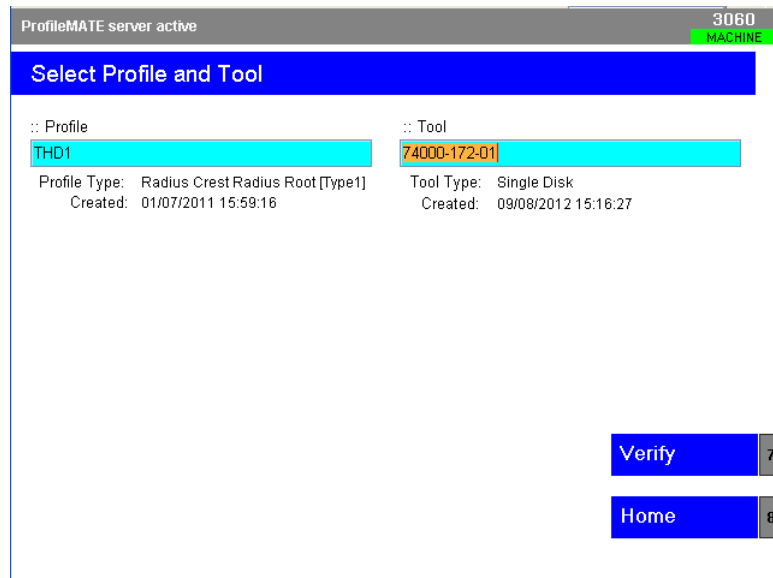 ProfileMATE server active
3060
MACHINE
Select Profile and Tool
:: Profile
THD1
Profile Type: Radius Crest Radius Root [Type1]
Created: 01/07/2011 15:59:16
:: Tool
74000-172-01
Tool Type: Single Disk
Created: 09/08/2012 15:16:27
Verify
7
Home
8